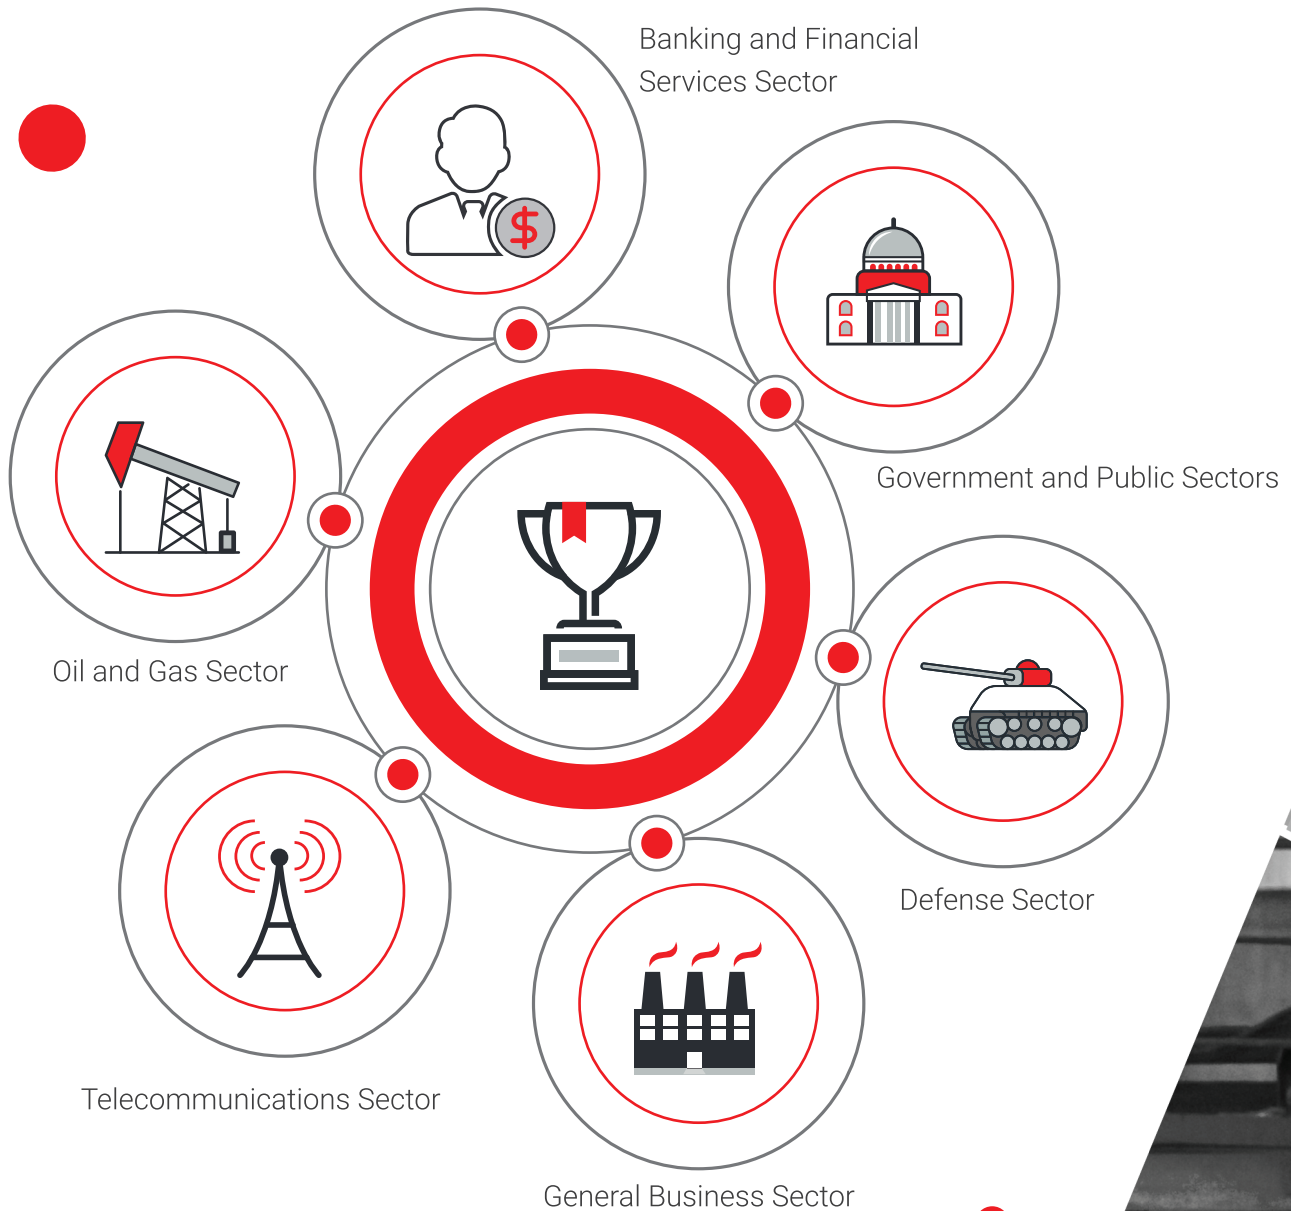 Banking and Financial
Services Sector
Government and Public Sectors
Oil and Gas Sector
Defense Sector
Telecommunications Sector
General Business Sector